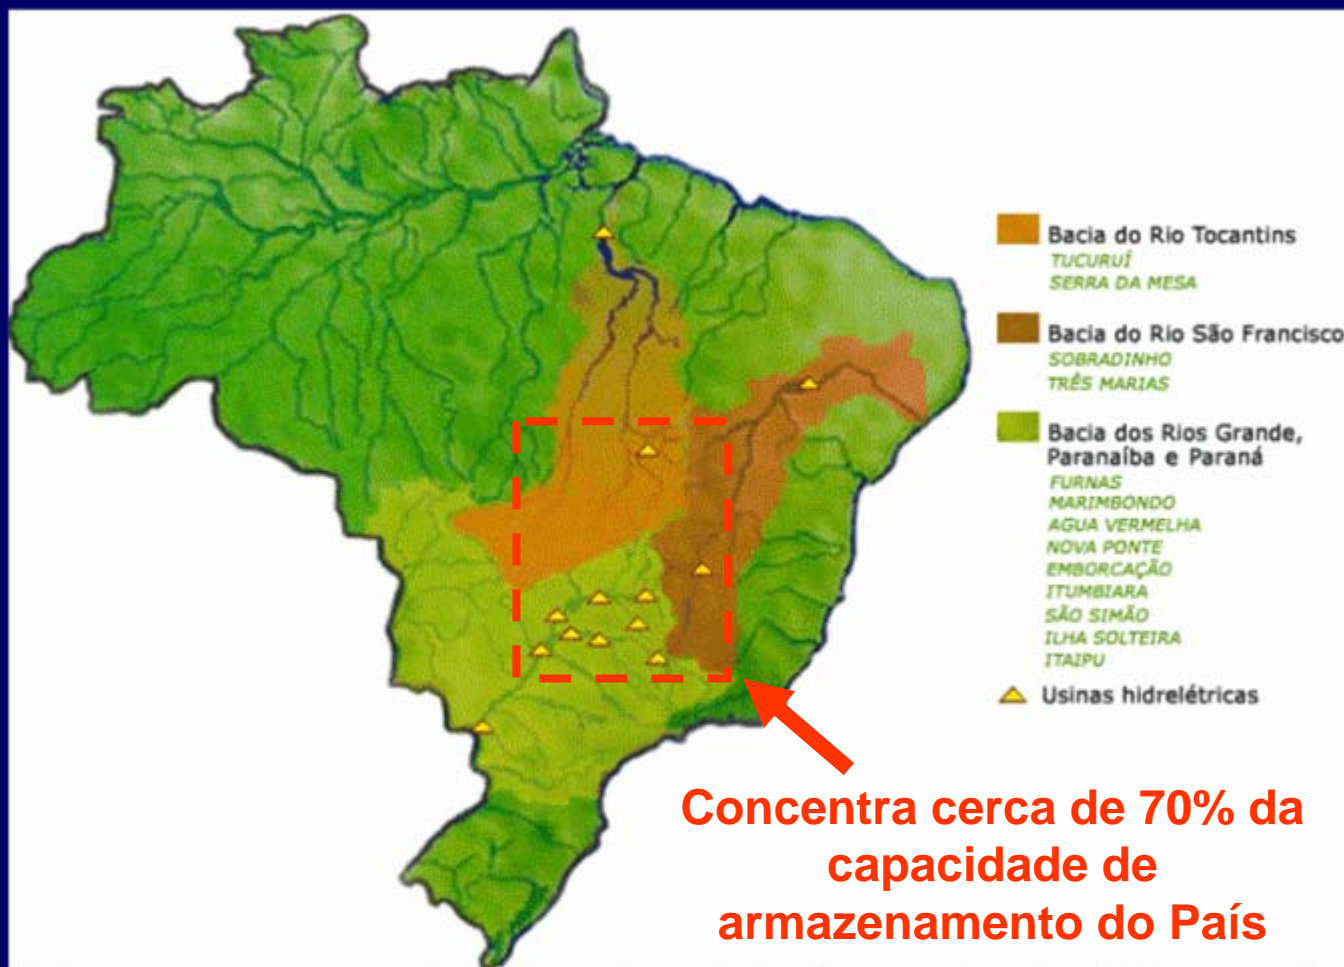 Bacia do Rio Tocantins
TUCURUÍ
SERRA DA MESA
Bacia do Rio São Francisco
SOBRADINHO
TRÊS MARIAS
Bacia dos Rios Grande,
Paranaíba e Paraná
FURNAS
MARIMBONDO
AGUA VERMELHA
NOVA PONTE
EMBORCAÇÃO
ITUMBIARA
SÃO SIMÃO
ILHA SOLTEIRA
ITAIPU
Usinas hidrelétricas
Concentra cerca de 70% da
capacidade de
armazenamento do País